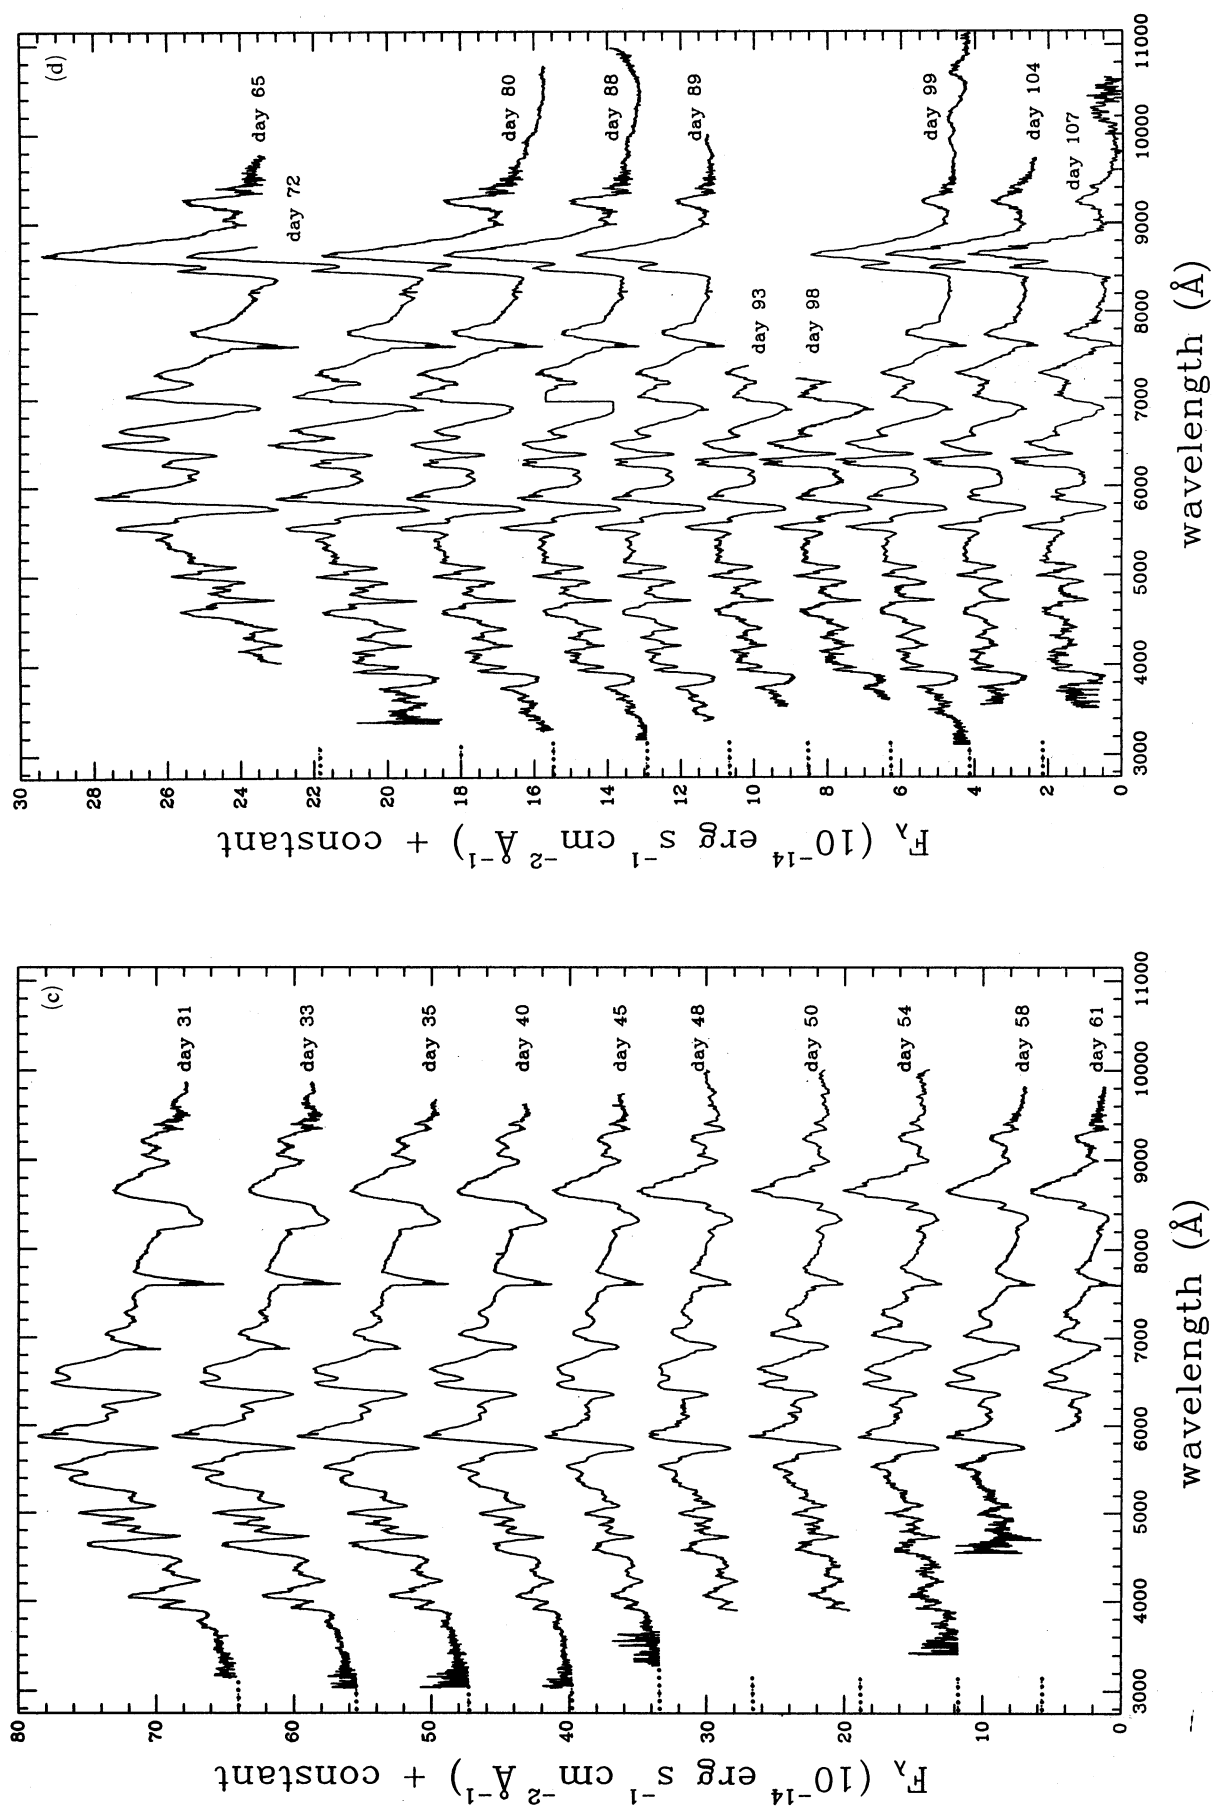 (c)
80
70
60
50
40
30
20
10
0
F_λ (10^−14 erg s^−1 cm^−2 Å^−1) + constant
day 31
day 33
day 35
day 40
day 45
day 48
day 50
day 54
day 58
day 61
3000 4000 5000 6000 7000 8000 9000 10000 11000
wavelength (Å)
(d)
30
28
26
24
22
20
18
16
14
12
10
8
6
4
2
0
F_λ (10^−14 erg s^−1 cm^−2 Å^−1) + constant
day 65
day 72
day 80
day 88
day 89
day 93
day 98
day 99
day 104
day 107
3000 4000 5000 6000 7000 8000 9000 10000 11000
wavelength (Å)